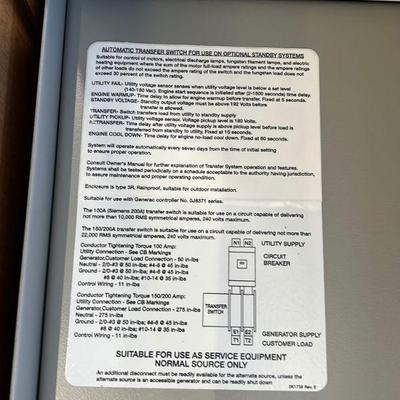 AUTOMATIC TRANSFER SWITCH FOR USE ON OPTIONAL STANDBY SYSTEMS
Suitable for control of motors, electrical discharge lamps, tungsten filament lamps, and electric
heating equipment where the sum of the motor full-load ampere ratings and the ampere ratings
of other loads do not exceed the ampere rating of the switch and the tungsten load does not
exceed 30 percent of the switch rating.
UTILITY FAIL- Utility voltage sensor senses when utility voltage level is below a set level
(140-180 Vac). Engine start sequence is initiated after (2-1500 seconds) time delay.
ENGINE WARMUP- Time delay to allow for engine warmup before transfer. Fixed at 5 seconds.
STANDBY VOLTAGE- Standby output voltage must be above 192 Volts before
transfer.
TRANSFER- Switch transfers load from utility to standby supply
UTILITY PICKUP- Utility voltage sensor. Voltage pickup level is 180 Volts.
RETRANSFER- Time delay after utility voltage supply is above pickup level before load is
transferred from standby to utility. Fixed at 15 seconds.
ENGINE COOL DOWN- Time delay for engine no-load cool down. Fixed at 60 seconds.
System will operate automatically every seven days from the time of initial setting
to ensure proper operation.
Consult Owner's Manual for further explanation of Transfer System operation and features.
Systems shall be tested periodically on a schedule acceptable to the authority having jurisdiction,
to assure maintenance and proper operating condition.
Enclosure is type 3R, Rainproof, suitable for outdoor installation.
Suitable for use with Generac controller No. 0J8371 series.
The 100A (Siemens 200A) transfer switch is suitable for use on a circuit capable of delivering
not more than 10,000 RMS symmetrical amperes, 240 volts maximum.
The 150/200A transfer switch is suitable for use on a circuit capable of delivering not more than
22,000 RMS symmetrical amperes, 240 volts maximum.
Conductor Tightening Torque 100 Amp:
Utility Connection - See CB Markings
Generator,Customer Load Connection - 50 in-lbs
Neutral - 2/0-#3 @ 50 in-lbs; #4-6 @ 45 in-lbs
Ground - 2/0-#3 @ 50 in-lbs; #4-6 @ 45 in-lbs
#8 @ 40 in-lbs; #10-14 @ 35 in-lbs
Control Wiring - 11 in-lbs
Conductor Tightening Torque 150/200 Amp:
Utility Connection - See CB Markings
Generator,Customer Load Connection - 275 in-lbs
Neutral - 275 in-lbs
Ground - 2/0-#3 @ 50 in-lbs; #4-6 @ 45 in-lbs
#8 @ 40 in-lbs; #10-14 @ 35 in-lbs
Control Wiring - 11 in-lbs
N1 N2
UTILITY SUPPLY
CIRCUIT
BREAKER
TRANSFER
SWITCH
E1 E2
GENERATOR SUPPLY
T1 T2
CUSTOMER LOAD
SUITABLE FOR USE AS SERVICE EQUIPMENT
NORMAL SOURCE ONLY
An additional disconnect must be readily available for the alternate source, unless the
alternate source is an accessible generator and can be readily shut down
Rev. E